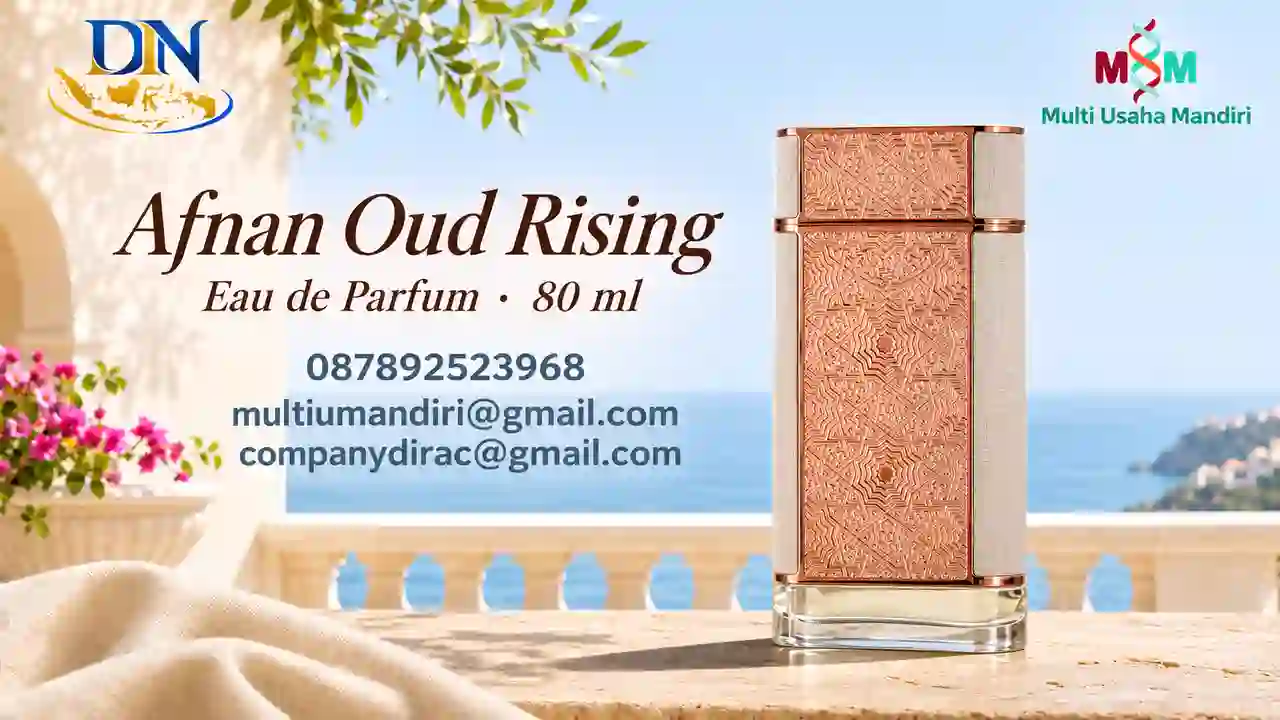 DN
MUM
Multi Usaha Mandiri
Afnan Oud Rising
Eau de Parfum · 80 ml
087892523968
multiumandiri@gmail.com
companydirac@gmail.com